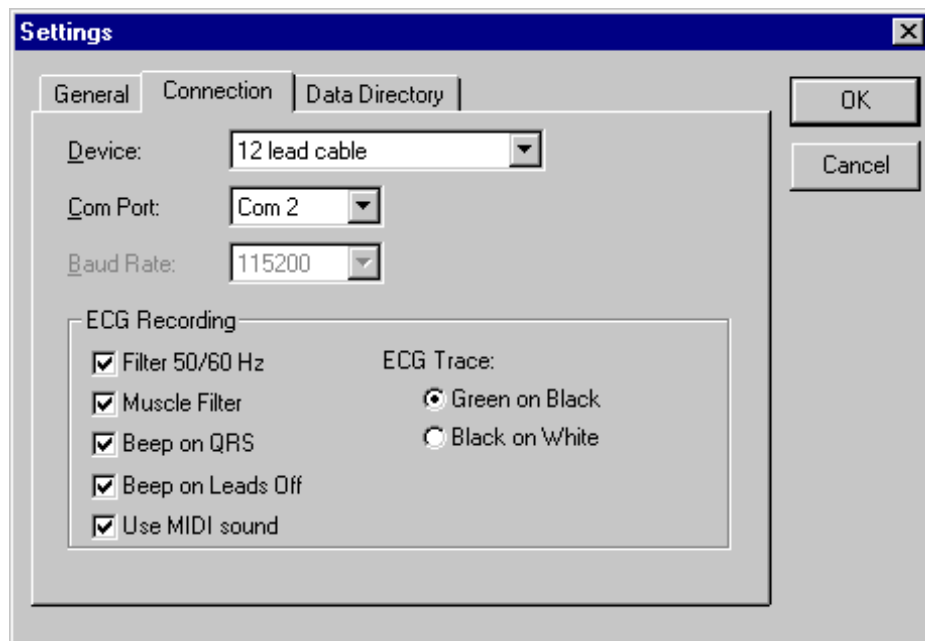 Settings
General Connection Data Directory
OK
Device: 12 lead cable
Cancel
Com Port: Com 2
Baud Rate: 115200
ECG Recording
Filter 50/60 Hz ECG Trace:
Muscle Filter Green on Black
Beep on QRS Black on White
Beep on Leads Off
Use MIDI sound